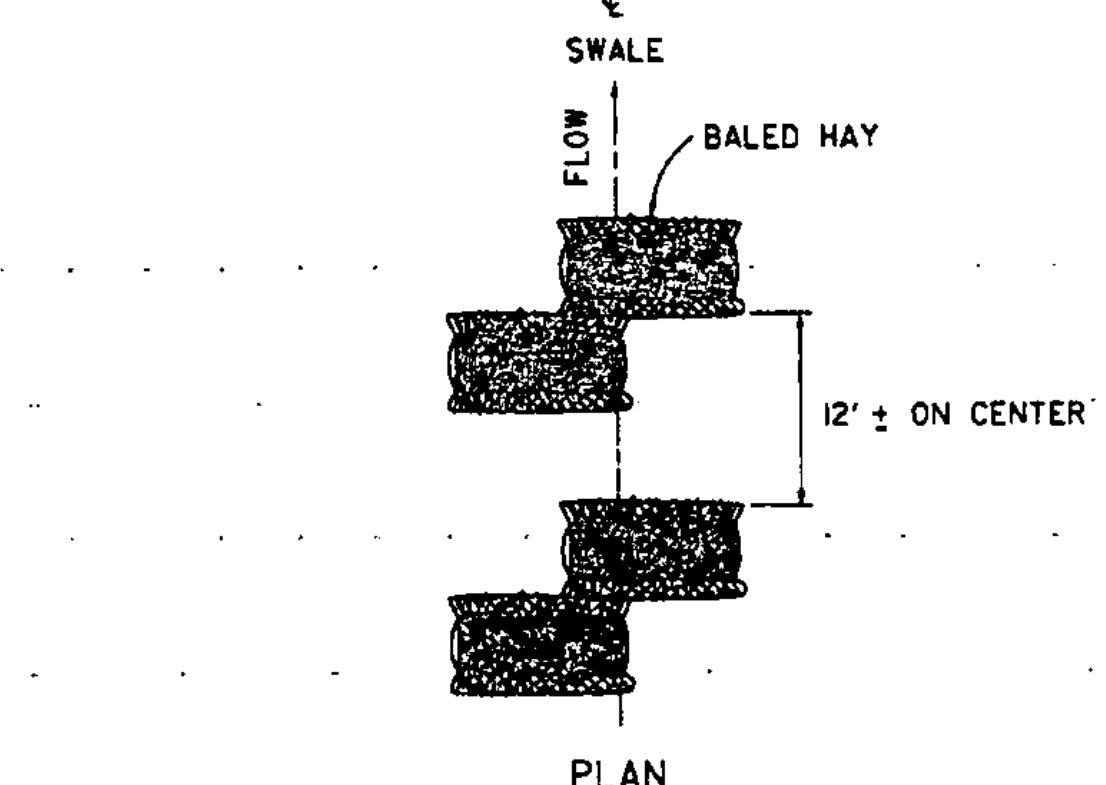 ℄
SWALE
FLOW
BALED HAY
12' ± ON CENTER
PLAN